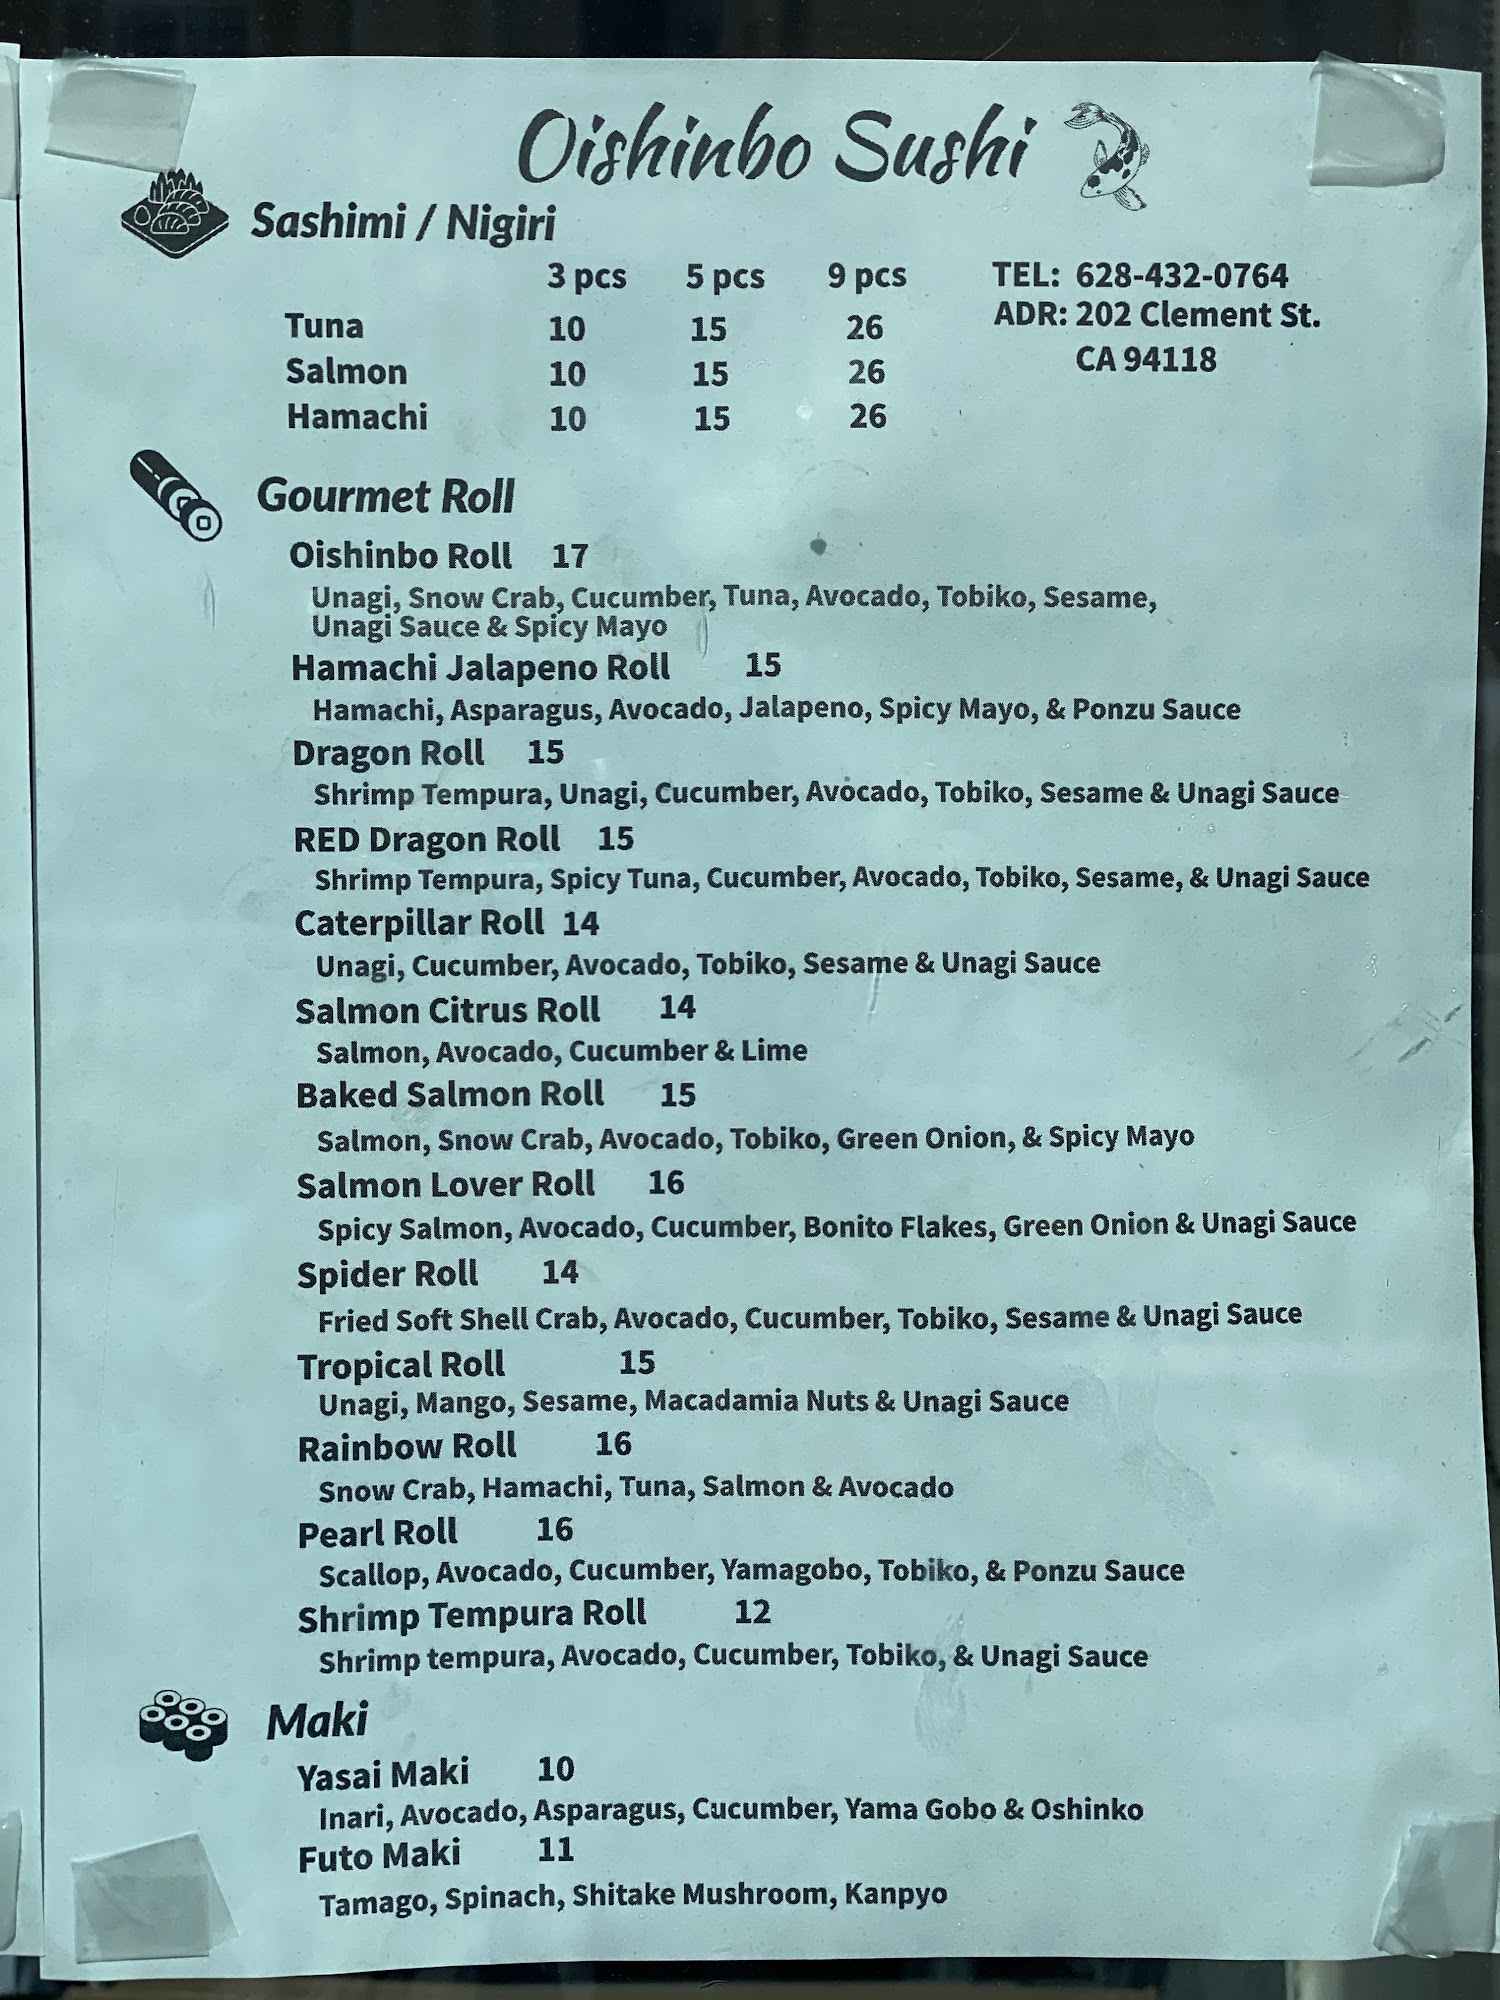 Oishinbo Sushi
Sashimi / Nigiri
3 pcs 5 pcs 9 pcs
Tuna 10 15 26
Salmon 10 15 26
Hamachi 10 15 26
TEL: 628-432-0764
ADR: 202 Clement St.
CA 94118
Gourmet Roll
Oishinbo Roll 17
Unagi, Snow Crab, Cucumber, Tuna, Avocado, Tobiko, Sesame,
Unagi Sauce & Spicy Mayo
Hamachi Jalapeno Roll 15
Hamachi, Asparagus, Avocado, Jalapeno, Spicy Mayo, & Ponzu Sauce
Dragon Roll 15
Shrimp Tempura, Unagi, Cucumber, Avocado, Tobiko, Sesame & Unagi Sauce
RED Dragon Roll 15
Shrimp Tempura, Spicy Tuna, Cucumber, Avocado, Tobiko, Sesame, & Unagi Sauce
Caterpillar Roll 14
Unagi, Cucumber, Avocado, Tobiko, Sesame & Unagi Sauce
Salmon Citrus Roll 14
Salmon, Avocado, Cucumber & Lime
Baked Salmon Roll 15
Salmon, Snow Crab, Avocado, Tobiko, Green Onion, & Spicy Mayo
Salmon Lover Roll 16
Spicy Salmon, Avocado, Cucumber, Bonito Flakes, Green Onion & Unagi Sauce
Spider Roll 14
Fried Soft Shell Crab, Avocado, Cucumber, Tobiko, Sesame & Unagi Sauce
Tropical Roll 15
Unagi, Mango, Sesame, Macadamia Nuts & Unagi Sauce
Rainbow Roll 16
Snow Crab, Hamachi, Tuna, Salmon & Avocado
Pearl Roll 16
Scallop, Avocado, Cucumber, Yamagobo, Tobiko, & Ponzu Sauce
Shrimp Tempura Roll 12
Shrimp tempura, Avocado, Cucumber, Tobiko, & Unagi Sauce
Maki
Yasai Maki 10
Inari, Avocado, Asparagus, Cucumber, Yama Gobo & Oshinko
Futo Maki 11
Tamago, Spinach, Shitake Mushroom, Kanpyo